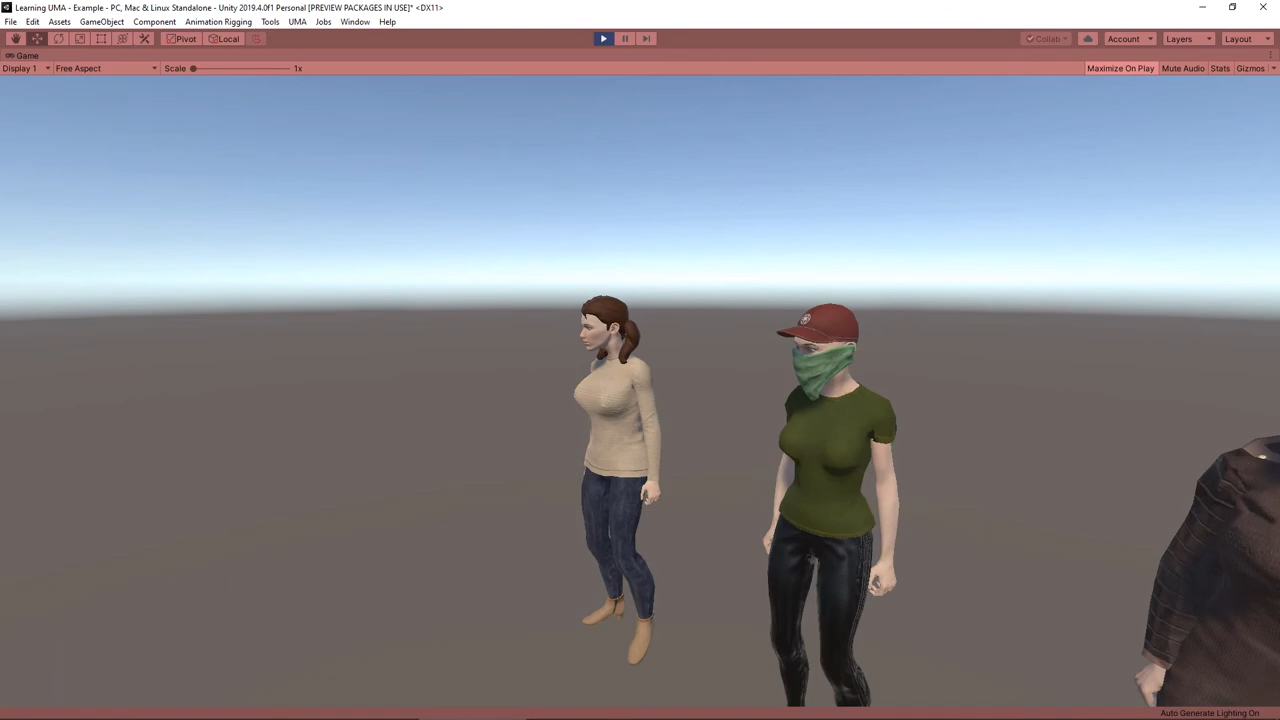 Learning UMA - Example - PC, Mac & Linux Standalone - Unity 2019.4.0f1 Personal [PREVIEW PACKAGES IN USE]* <DX11>
File Edit Assets GameObject Component Animation Rigging Tools UMA Jobs Window Help
Pivot Local Collab Account Layers Layout
Game
Display 1 Free Aspect Scale 1x Maximize On Play Mute Audio Stats Gizmos
Auto Generate Lighting On